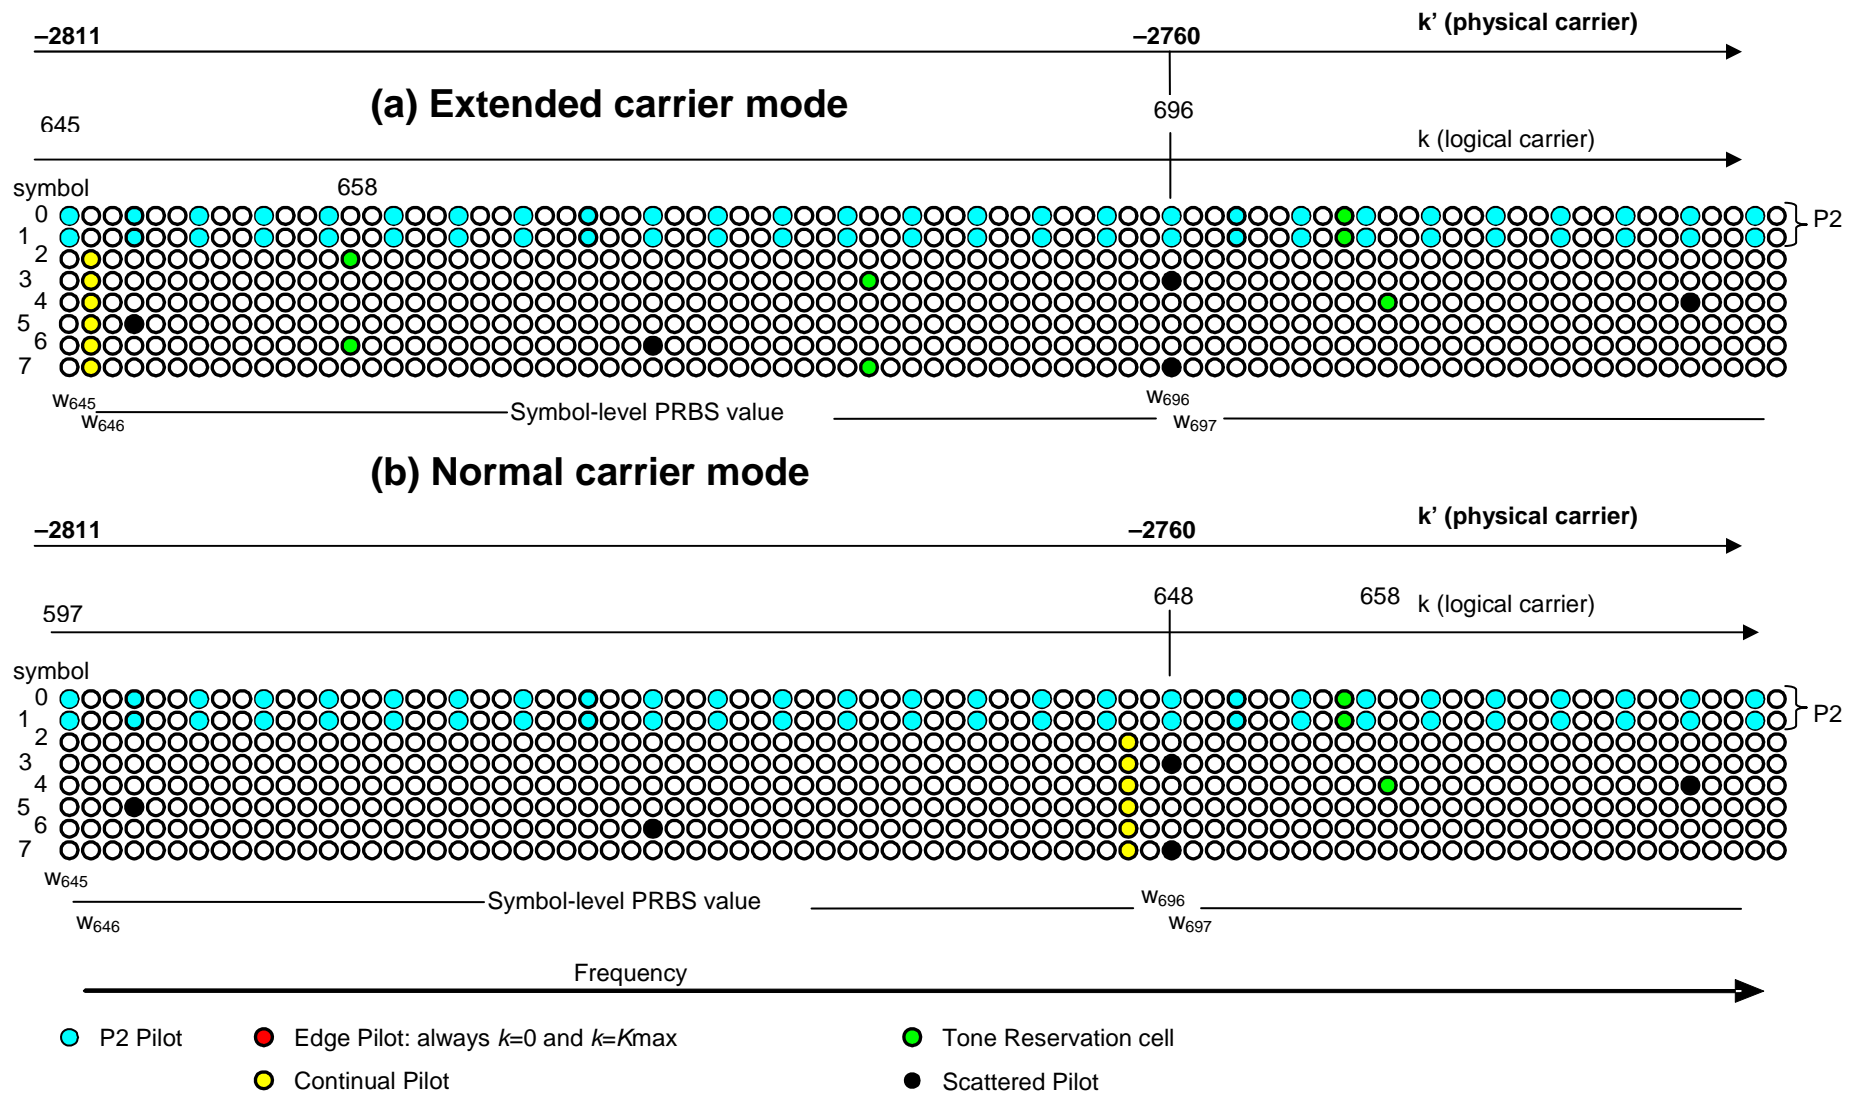 k’ (physical carrier)
–2811
–2760
(a) Extended carrier mode
696
645
k (logical carrier)
symbol
658
0
1
2
3
4
5
6
7
P2
w645
w646
Symbol-level PRBS value
w696
w697
(b) Normal carrier mode
k’ (physical carrier)
–2811
–2760
648
658
k (logical carrier)
597
symbol
0
1
2
3
4
5
6
7
P2
w645
w646
Symbol-level PRBS value
w696
w697
Frequency
P2 Pilot
Edge Pilot: always k=0 and k=Kmax
Tone Reservation cell
Continual Pilot
Scattered Pilot